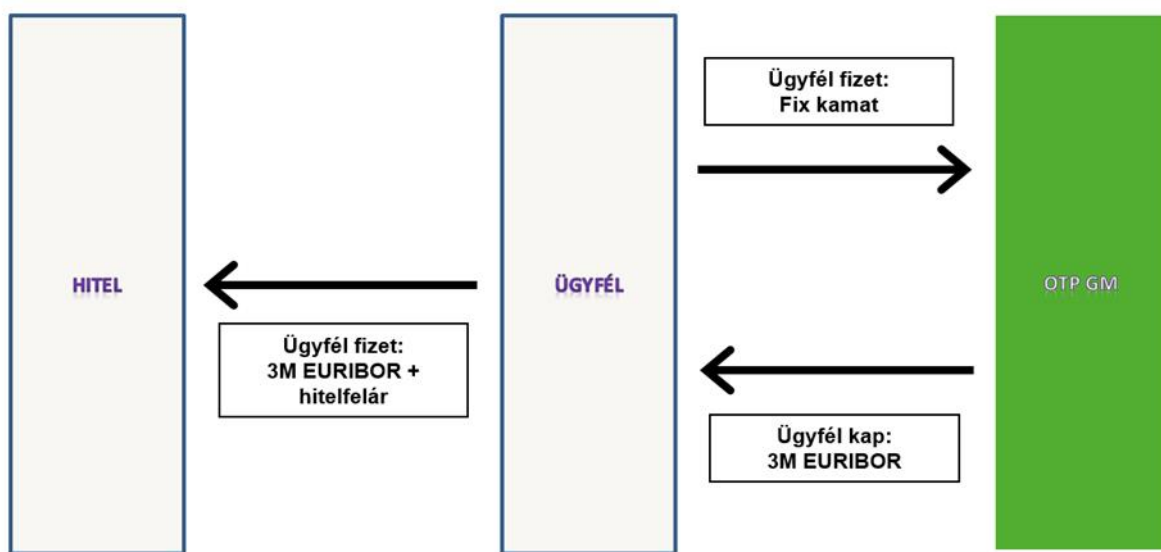 Ügyfél fizet:
Fix kamat
HITEL
ÜGYFÉL
OTP GM
Ügyfél fizet:
3M EURIBOR +
hitelfelár
Ügyfél kap:
3M EURIBOR